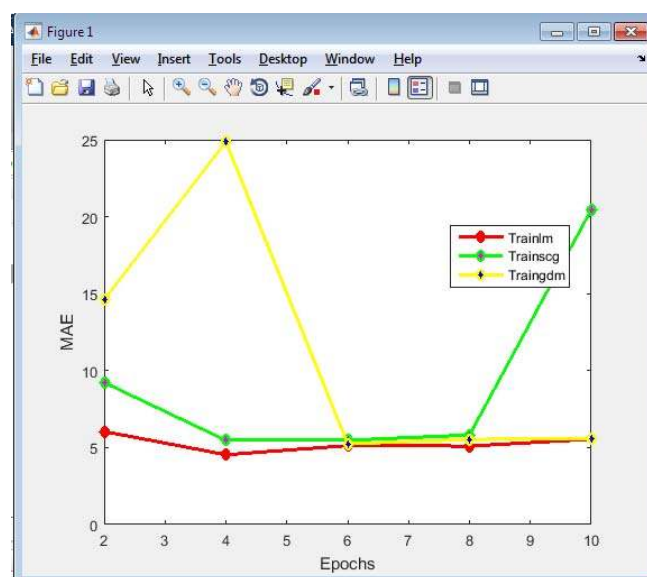 Figure 1
File Edit View Insert Tools Desktop Window Help
25
20
15
10
5
0
MAE
Trainlm
Trainscg
Traingdm
2 3 4 5 6 7 8 9 10
Epochs